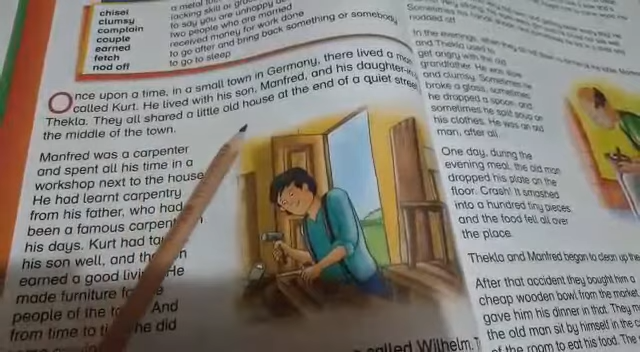 chisel a metal
clumsy lacking skill or
complain to say you are unhappy
couple two people who are married
earned received money for work done
fetch to go after and bring back something or somebody
nod off to go to sleep
Once upon a time, in a small town in Germany, there lived a
called Kurt. He lived with his son, Manfred, and his
Thekla. They all shared a little old house at the end of a quiet street
the middle of the town.
Manfred was a carpenter
and spent all his time in a
workshop next to the house
He had learnt carpentry
from his father, who had
been a famous
his days. Kurt had
his son well, and
earned a good He
made furniture
people of the And
from time to he did
nodded off
In the evenings,
and Thekla used to
get angry with the old
grandfather. He was slow
and clumsy. Sometimes he
broke a glass, sometimes
he dropped a spoon, and
sometimes he spilt soup on
his clothes. He was an old
man, after all.
One day, during the
evening meal, the old man
dropped his plate on the
floor. Crash! It smashed
into a hundred tiny pieces
and the food fell all over
the place.
Thekla and Manfred began to clean up the
After that accident they bought him a
cheap wooden bowl from the market
gave him his dinner in that. They
the old man sit by himself in the
of the room to eat his food. The
called Wilhelm.